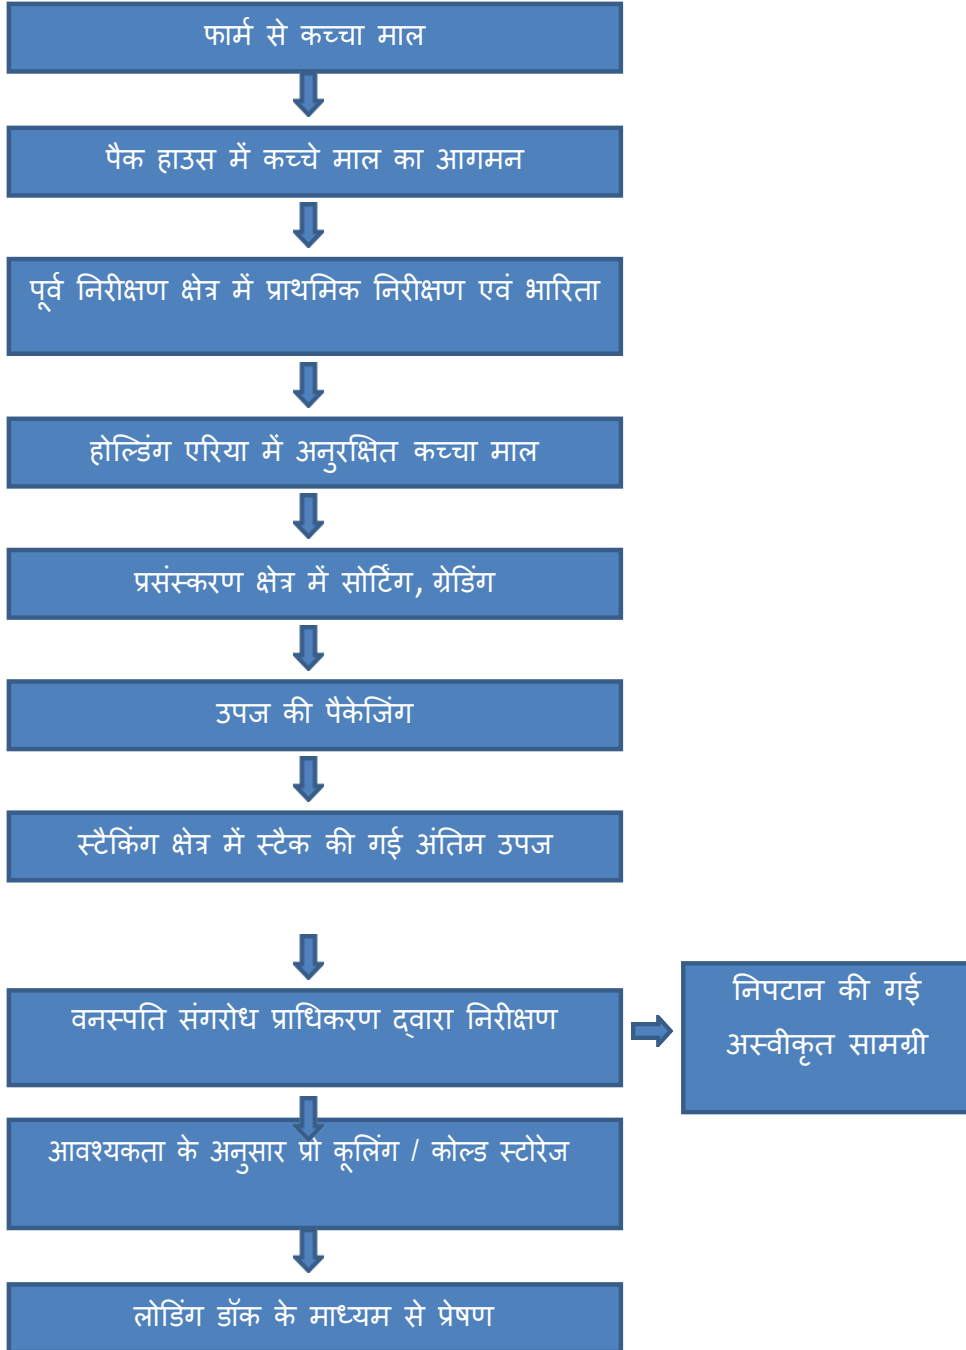 फार्म से कच्चा माल
पैक हाउस में कच्चे माल का आगमन
पूर्व निरीक्षण क्षेत्र में प्राथमिक निरीक्षण एवं भारिता
होल्डिंग एरिया में अनुरक्षित कच्चा माल
प्रसंस्करण क्षेत्र में सोर्टिंग, ग्रेडिंग
उपज की पैकेजिंग
स्टैकिंग क्षेत्र में स्टैक की गई अंतिम उपज
वनस्पति संगरोध प्राधिकरण द्वारा निरीक्षण
निपटान की गई
अस्वीकृत सामग्री
आवश्यकता के अनुसार प्रो कूलिंग / कोल्ड स्टोरेज
लोडिंग डॉक के माध्यम से प्रेषण